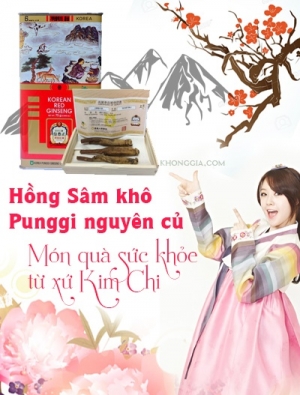 KOREA
KOREAN
RED
GINSENG
KHONGGIA.COM
Hồng Sâm khô
Punggi nguyên củ
Món quà sức khỏe
từ xứ Kim Chi